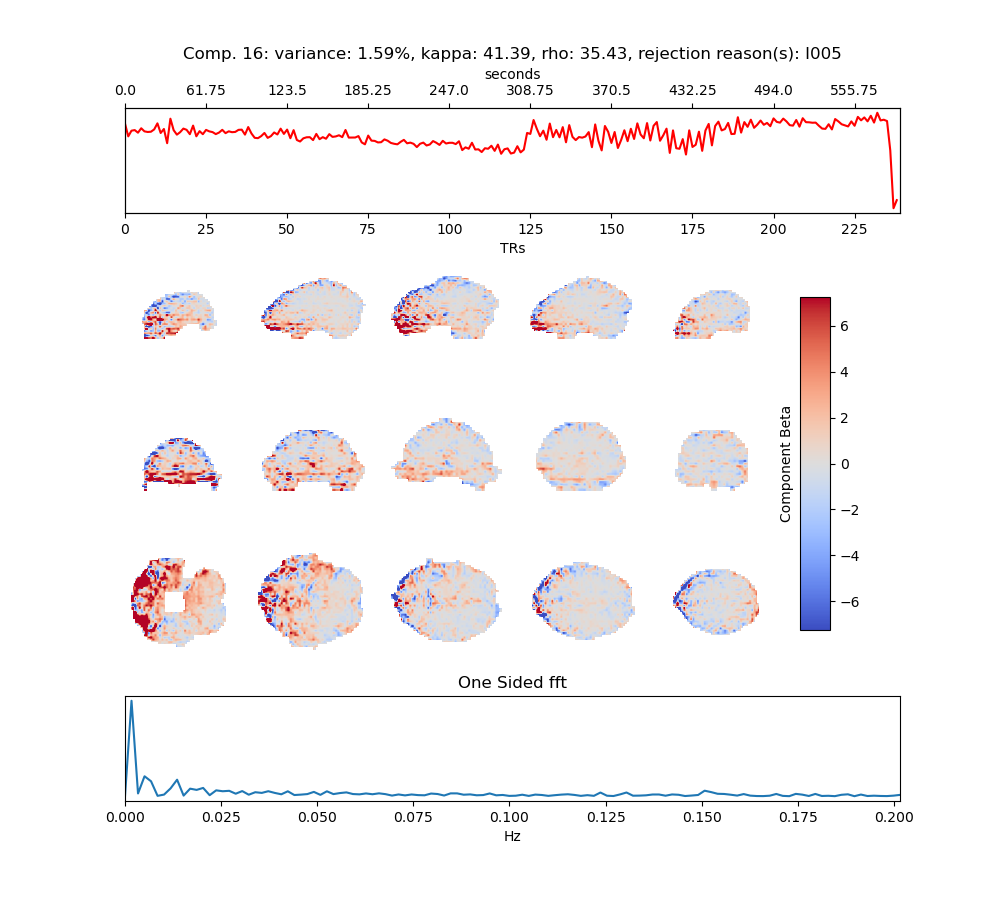 Comp. 16: variance: 1.59%, kappa: 41.39, rho: 35.43, rejection reason(s): I005
seconds
0.0 61.75 123.5 185.25 247.0 308.75 370.5 432.25 494.0 555.75
0 25 50 75 100 125 150 175 200 225
TRs
6
4
2
0
−2
−4
−6
Component Beta
One Sided fft
0.000 0.025 0.050 0.075 0.100 0.125 0.150 0.175 0.200
Hz